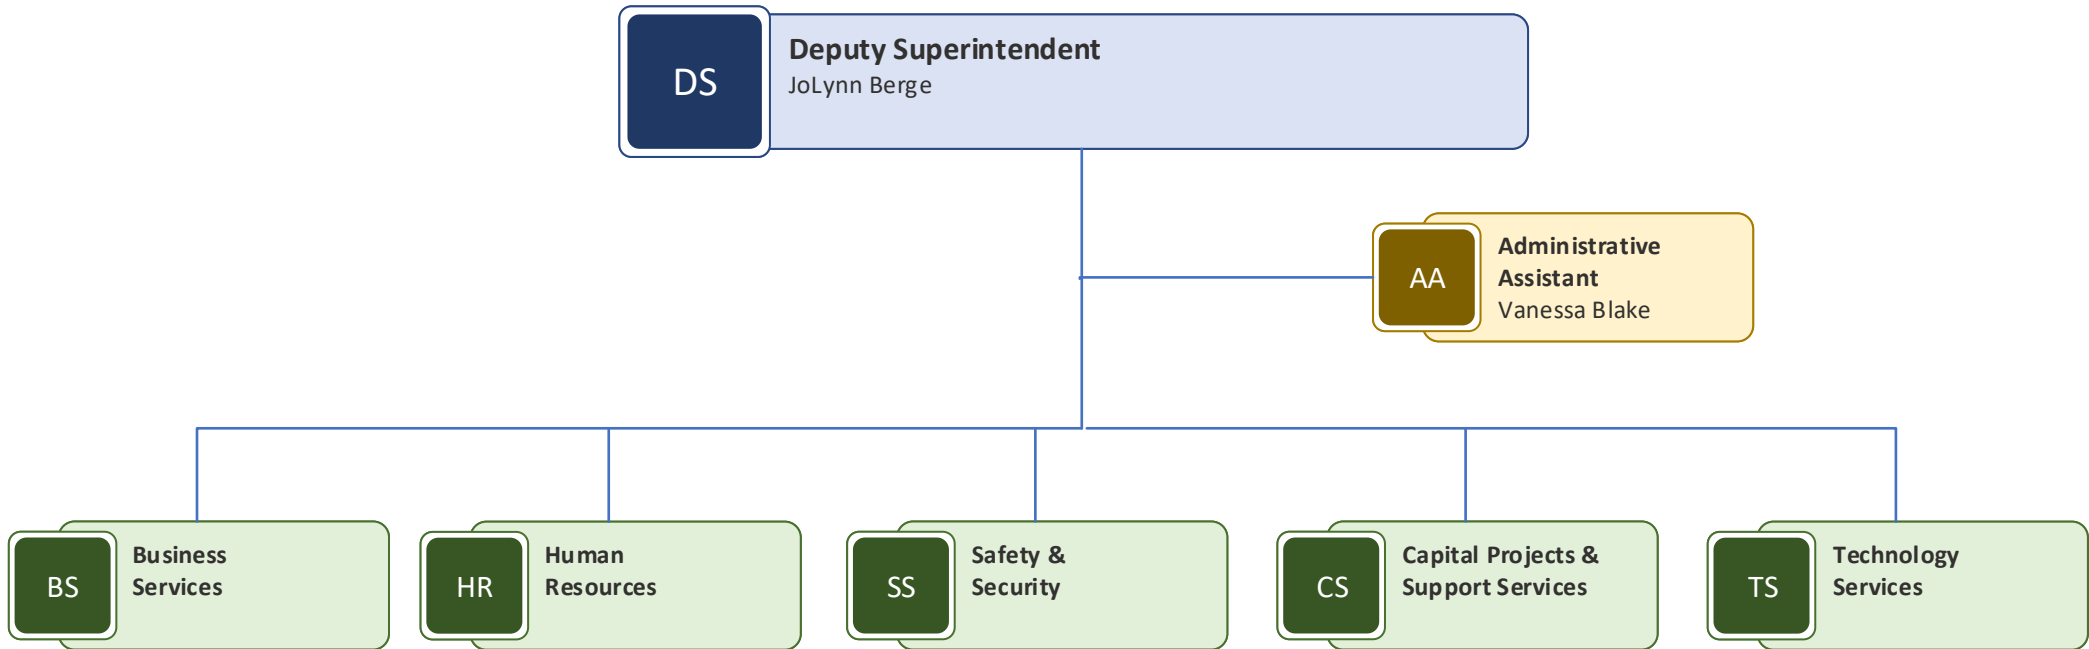 DS
Deputy Superintendent
JoLynn Berge
AA
Administrative
Assistant
Vanessa Blake
BS
Business
Services
HR
Human
Resources
SS
Safety &
Security
CS
Capital Projects &
Support Services
TS
Technology
Services